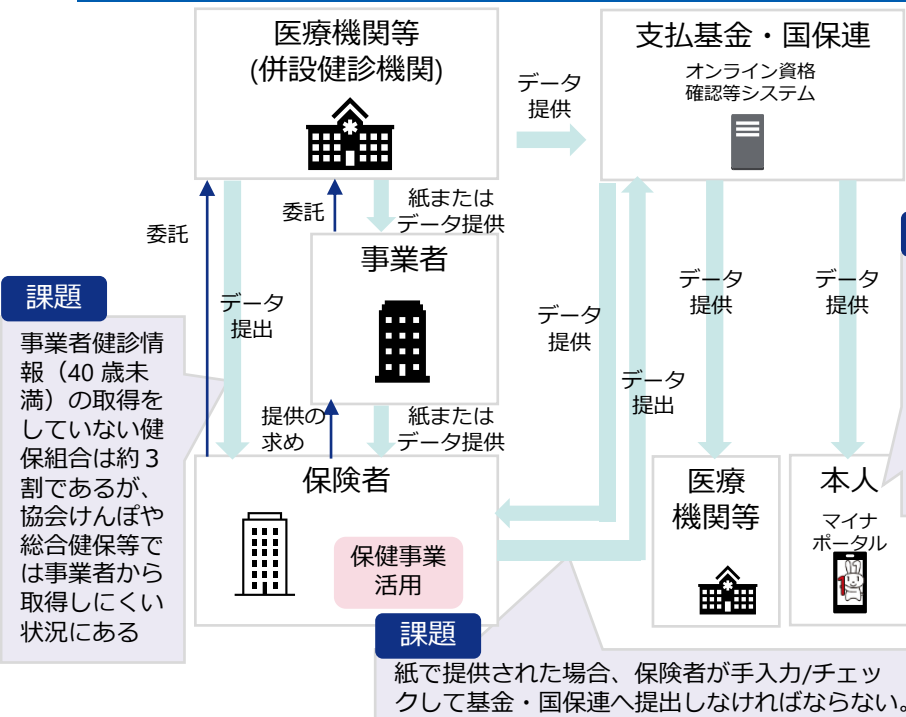 医療機関等
(併設健診機関)
データ
提供
支払基金・国保連
オンライン資格
確認等システム
委託
委託
紙または
データ提供
事業者
データ
提出
データ
提供
データ
提出
データ
提供
データ
提供
課題
事業者健診情
報（40 歳未
満）の取得を
していない健
保組合は約３
割であるが、
協会けんぽや
総合健保等で
は事業者から
取得しにくい
状況にある
提供の
求め
紙または
データ提供
保険者
保健事業
活用
医療
機関等
本人
マイナ
ポータル
課題
紙で提供された場合、保険者が手入力/チェッ
クして基金・国保連へ提出しなければならない。